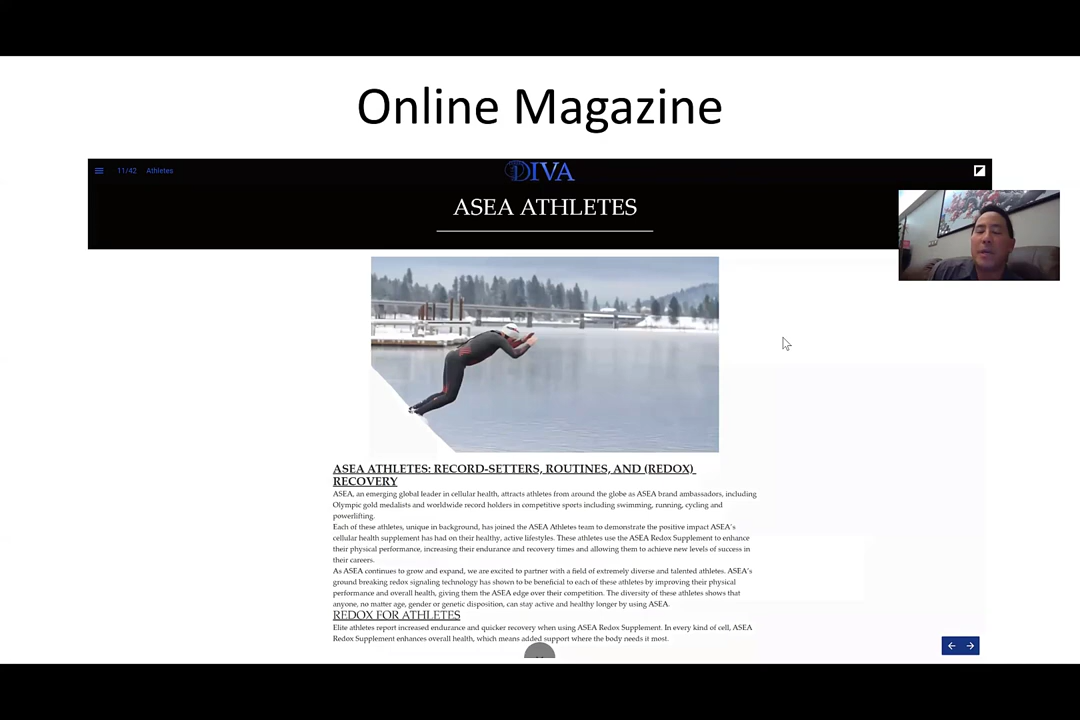 Online Magazine
11/42 Athletes
DIVA
ASEA ATHLETES
ASEA ATHLETES: RECORD-SETTERS, ROUTINES, AND (REDOX)
RECOVERY
ASEA, an emerging global leader in cellular health, attracts athletes from around the globe as ASEA brand ambassadors, including
Olympic gold medalists and worldwide record holders in competitive sports including swimming, running, cycling and
powerlifting.
Each of these athletes, unique in background, has joined the ASEA Athletes team to demonstrate the positive impact ASEA's
cellular health supplement has had on their healthy, active lifestyles. These athletes use the ASEA Redox Supplement to enhance
their physical performance, increasing their endurance and recovery times and allowing them to achieve new levels of success in
their careers.
As ASEA continues to grow and expand, we are excited to partner with a field of extremely diverse and talented athletes. ASEA's
ground breaking redox signaling technology has shown to be beneficial to each of these athletes by improving their physical
performance and overall health, giving them the ASEA edge over their competition. The diversity of these athletes shows that
anyone, no matter age, gender or genetic disposition, can stay active and healthy longer by using ASEA.
REDOX FOR ATHLETES
Elite athletes report increased endurance and quicker recovery when using ASEA Redox Supplement. In every kind of cell, ASEA
Redox Supplement enhances overall health, which means added support where the body needs it most.